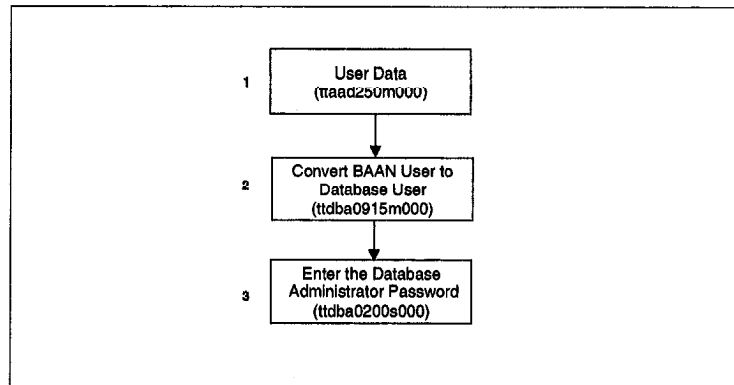 1
User Data
(ttaad250m000)
2
Convert BAAN User to
Database User
(ttdba0915m000)
3
Enter the Database
Administrator Password
(ttdba0200s000)